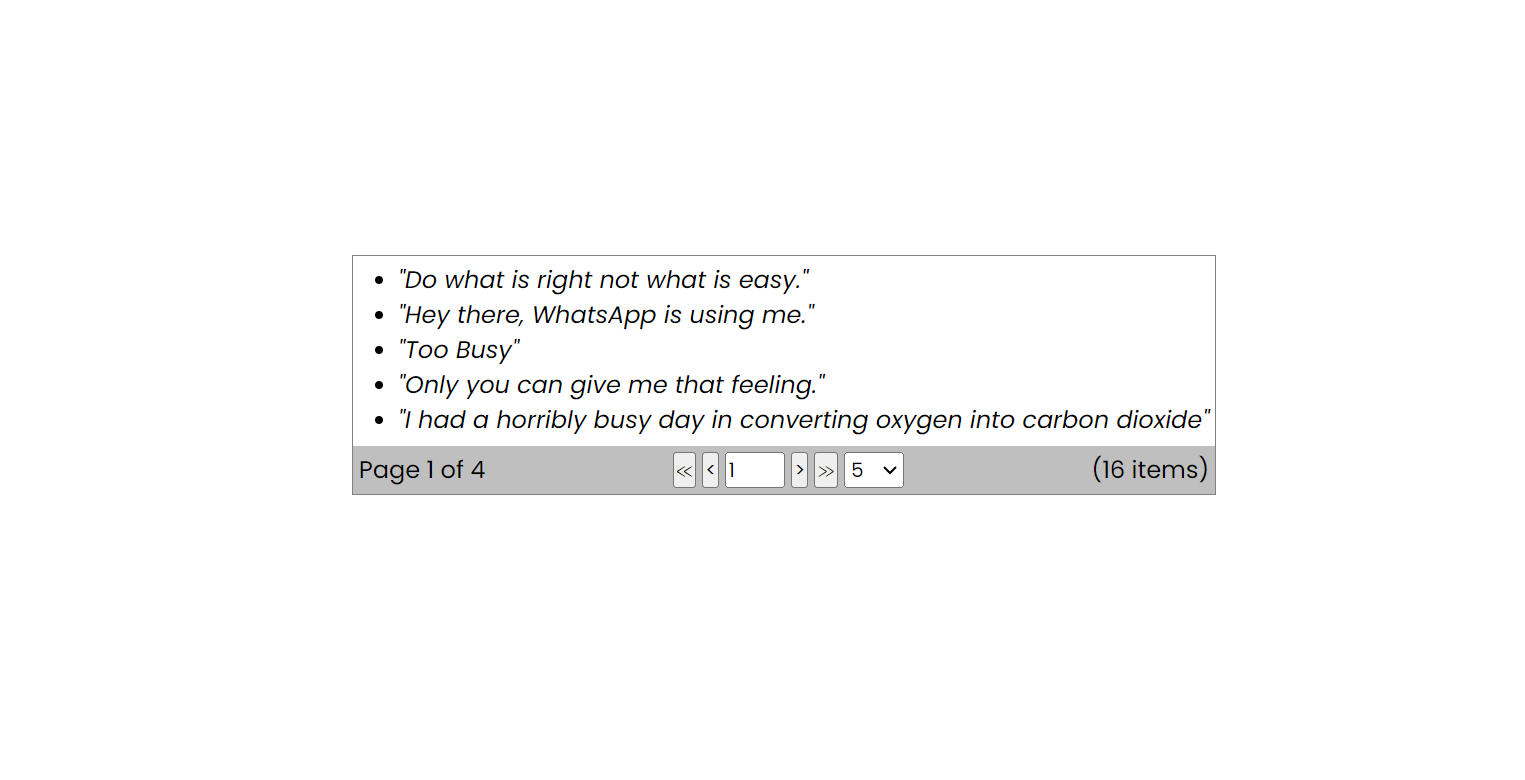 "Do what is right not what is easy."
"Hey there, WhatsApp is using me."
"Too Busy"
"Only you can give me that feeling."
"I had a horribly busy day in converting oxygen into carbon dioxide"
Page 1 of 4 << < 1 > >> 5 (16 items)